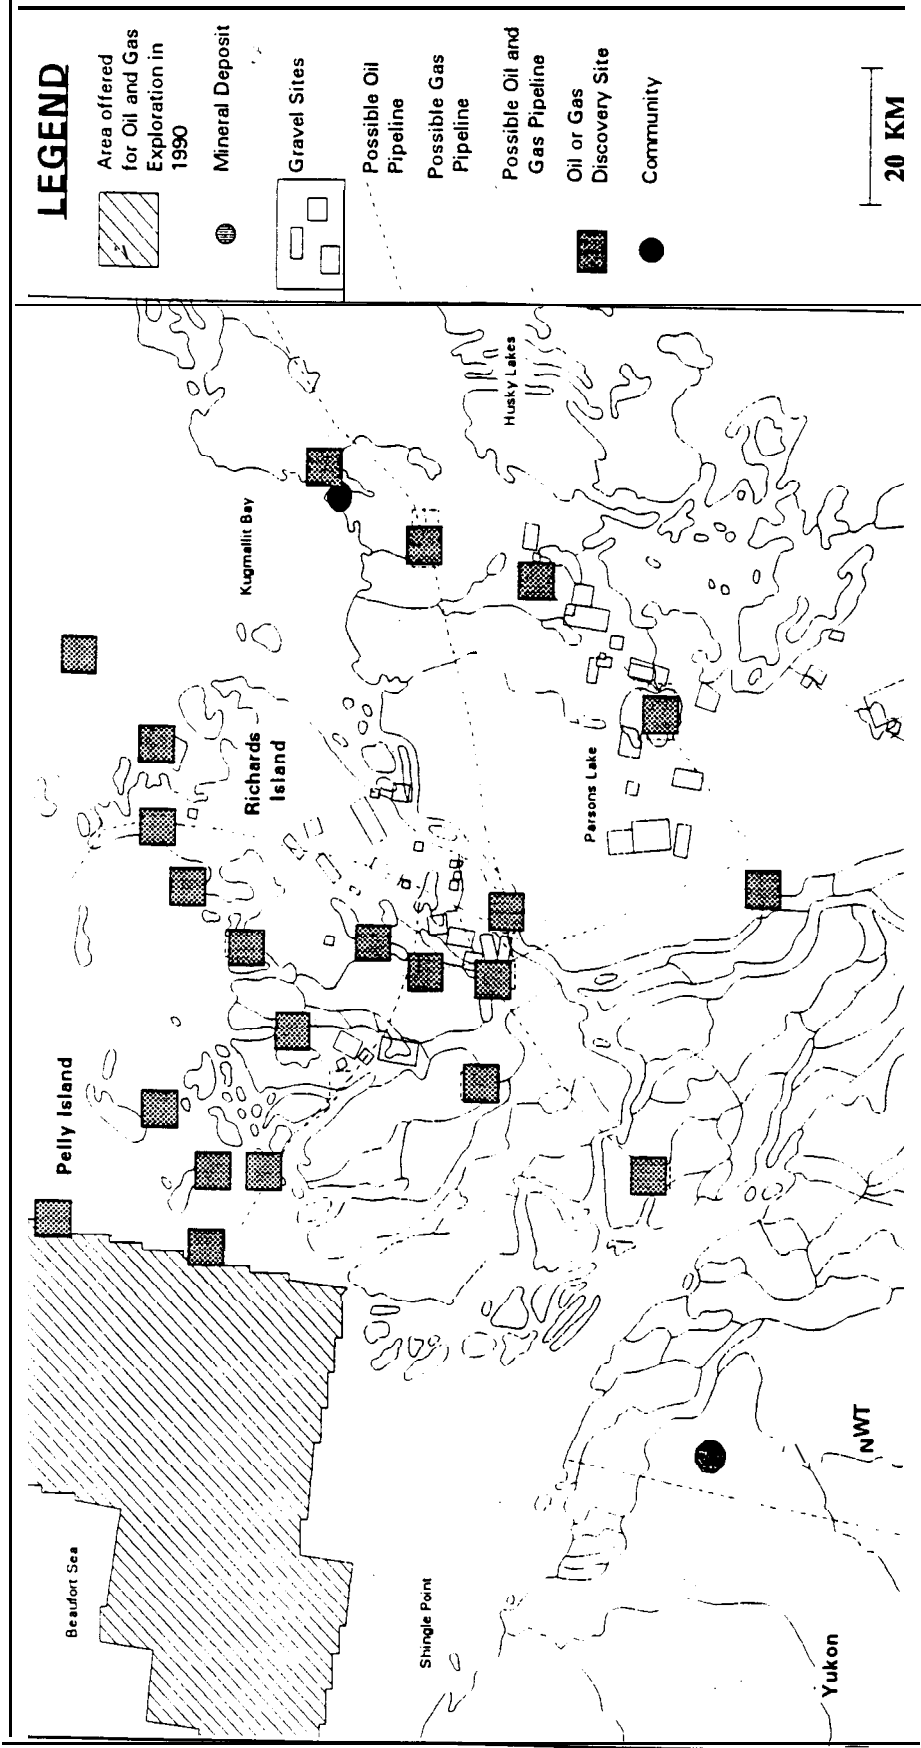 LEGEND
Area offered
for Oil and Gas
Exploration in
1990
Mineral Deposit
Gravel Sites
Possible Oil
Pipeline
Possible Gas
Pipeline
Possible Oil and
Gas Pipeline
Oil or Gas
Discovery Site
Community
20 KM
Beaufort Sea
Pelly Island
Richards
Island
Kugmallit Bay
Husky Lakes
Parsons Lake
Shingle Point
Yukon
NWT